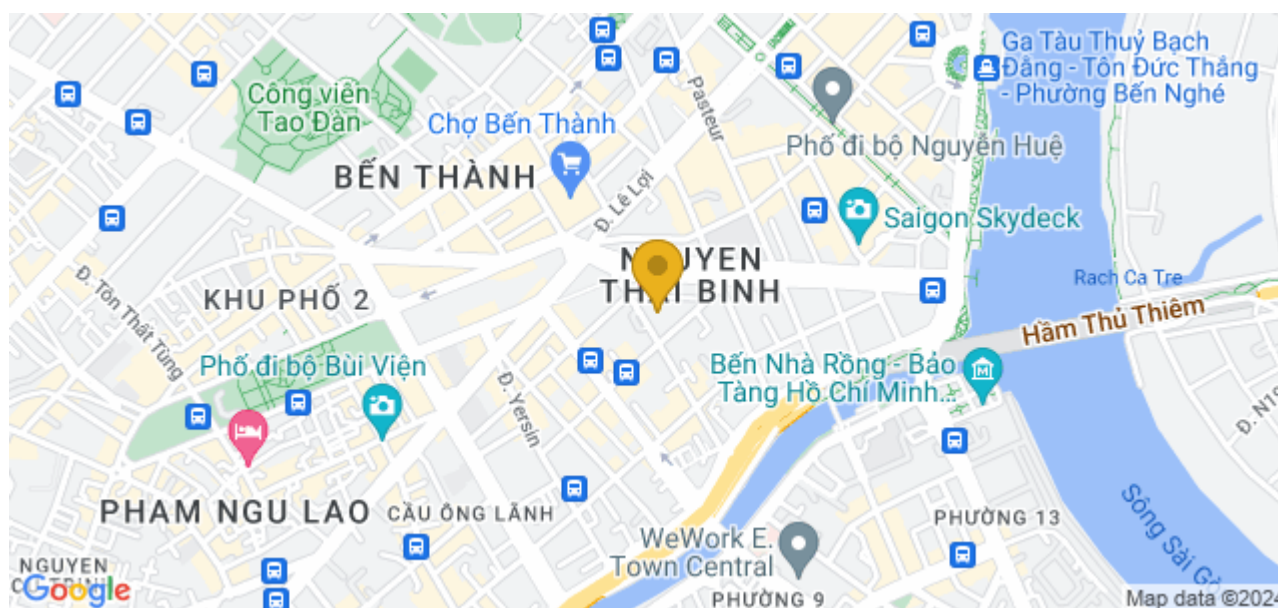 Ga Tàu Thuỷ Bạch
Đằng - Tôn Đức Thắng
- Phường Bến Nghé
Công viên
Tao Đàn
Pasteur
Chợ Bến Thành
Phố đi bộ Nguyễn Huệ
BẾN THÀNH
Đ. Lê Lợi
Saigon Skydeck
Đ. Tôn Thất Tùng
BINH
Rach Ca Tre
KHU PHỐ 2
Hầm Thủ Thiêm
Phố đi bộ Bùi Viện
Bến Nhà Rồng - Bảo
Tàng Hồ Chí Minh...
Đ. Yersin
Đ. N19
PHAM NGU LAO
CẦU ÔNG LÃNH
Sông Sài
PHƯỜNG 13
WeWork E.
Town Central
NGUYEN
Google
PHƯỜNG 9
Map data ©2024